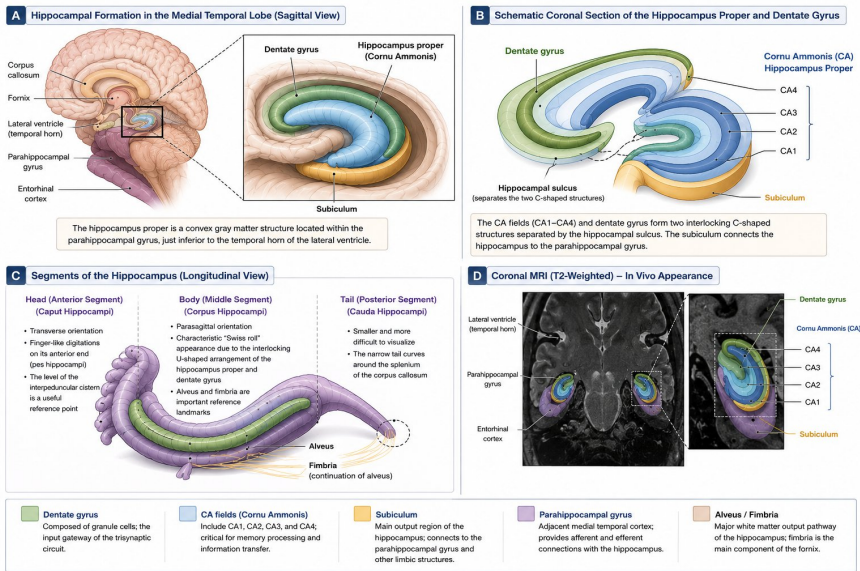 A Hippocampal Formation in the Medial Temporal Lobe (Sagittal View)
Corpus
callosum
Fornix
Lateral ventricle
(temporal horn)
Parahippocampal
gyrus
Entorhinal
cortex
Dentate gyrus
Hippocampus proper
(Cornu Ammonis)
Subiculum
The hippocampus proper is a convex gray matter structure located within the
parahippocampal gyrus, just inferior to the temporal horn of the lateral ventricle.
B Schematic Coronal Section of the Hippocampus Proper and Dentate Gyrus
Dentate gyrus
Cornu Ammonis (CA)
Hippocampus Proper
CA4
CA3
CA2
CA1
Hippocampal sulcus
(separates the two C-shaped structures)
Subiculum
The CA fields (CA1–CA4) and dentate gyrus form two interlocking C-shaped
structures separated by the hippocampal sulcus. The subiculum connects the
hippocampus to the parahippocampal gyrus.
C Segments of the Hippocampus (Longitudinal View)
Head (Anterior Segment)
(Caput Hippocampi)
• Transverse orientation
• Finger-like digitations
on its anterior end
(pes hippocampi)
• The level of the
interpeduncular cistern
is a useful
reference point
Body (Middle Segment)
(Corpus Hippocampi)
• Parasagittal orientation
• Characteristic "Swiss roll"
appearance due to the interlocking
U-shaped arrangement of the
hippocampus proper and
dentate gyrus
• Alveus and fimbria are
important reference
landmarks
Tail (Posterior Segment)
(Cauda Hippocampi)
• Smaller and more
difficult to visualize
• The narrow tail curves
around the splenium
of the corpus callosum
Alveus
Fimbria
(continuation of alveus)
D Coronal MRI (T2-Weighted) – In Vivo Appearance
Lateral ventricle
(temporal horn)
Parahippocampal
gyrus
Entorhinal
cortex
Dentate gyrus
Cornu Ammonis (CA)
CA4
CA3
CA2
CA1
Subiculum
Dentate gyrus
Composed of granule cells; the
input gateway of the trisynaptic
circuit.
CA fields (Cornu Ammonis)
Include CA1, CA2, CA3, and CA4;
critical for memory processing and
information transfer.
Subiculum
Main output region of the
hippocampus; connects to the
parahippocampal gyrus and
other limbic structures.
Parahippocampal gyrus
Adjacent medial temporal cortex;
provides afferent and efferent
connections with the hippocampus.
Alveus / Fimbria
Major white matter output pathway
of the hippocampus; fimbria is the
main component of the fornix.